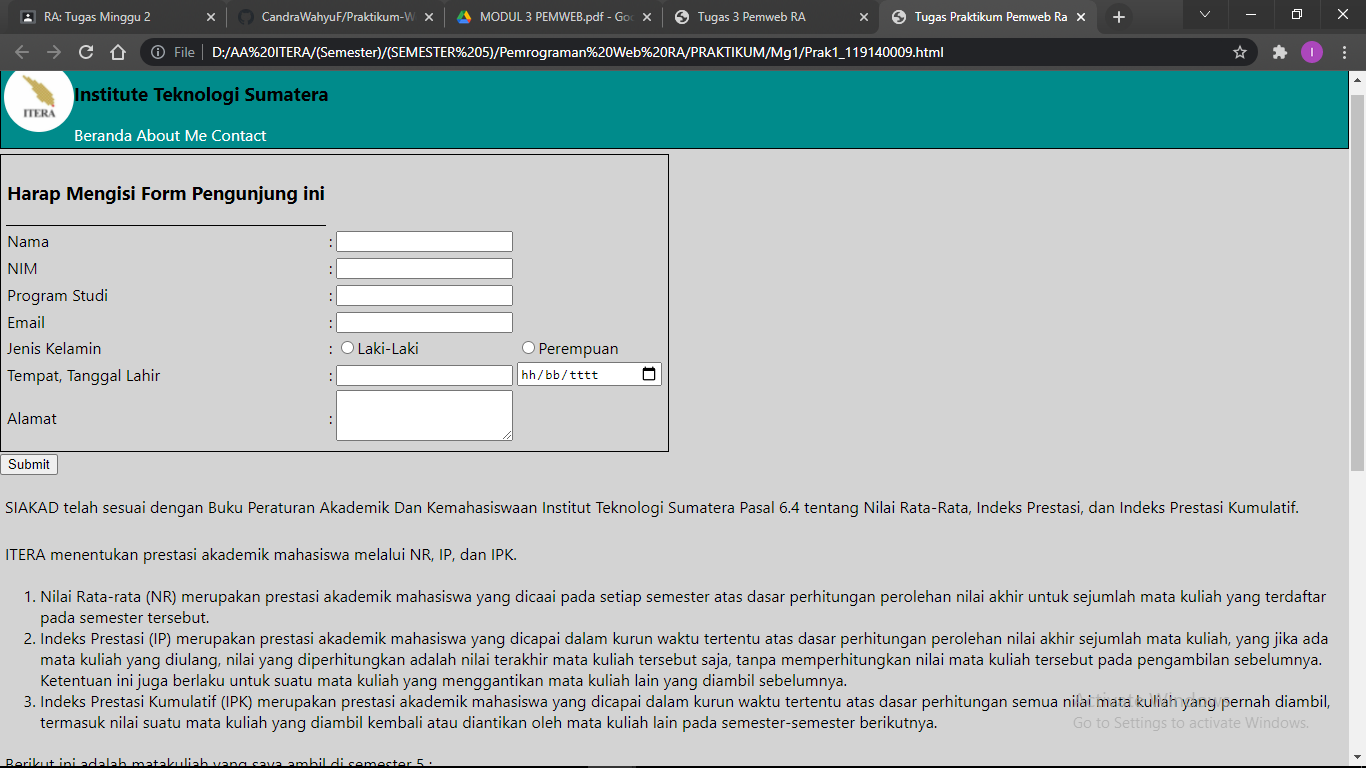 RA: Tugas Minggu 2
CandraWahyuF/Praktikum-W
MODUL 3 PEMWEB.pdf - Goo
Tugas 3 Pemweb RA
Tugas Praktikum Pemweb Ra
File
D:/AA%20ITERA/(Semester)/(SEMESTER%205)/Pemrograman%20Web%20RA/PRAKTIKUM/Mg1/Prak1_119140009.html
I
ITERA
Institute Teknologi Sumatera
Beranda About Me Contact
Harap Mengisi Form Pengunjung ini
Nama :
NIM :
Program Studi :
Email :
Jenis Kelamin : Laki-Laki Perempuan
Tempat, Tanggal Lahir : hh/bb/tttt
Alamat :
Submit
SIAKAD telah sesuai dengan Buku Peraturan Akademik Dan Kemahasiswaan Institut Teknologi Sumatera Pasal 6.4 tentang Nilai Rata-Rata, Indeks Prestasi, dan Indeks Prestasi Kumulatif.
ITERA menentukan prestasi akademik mahasiswa melalui NR, IP, dan IPK.
1. Nilai Rata-rata (NR) merupakan prestasi akademik mahasiswa yang dicaai pada setiap semester atas dasar perhitungan perolehan nilai akhir untuk sejumlah mata kuliah yang terdaftar
pada semester tersebut.
2. Indeks Prestasi (IP) merupakan prestasi akademik mahasiswa yang dicapai dalam kurun waktu tertentu atas dasar perhitungan perolehan nilai akhir sejumlah mata kuliah, yang jika ada
mata kuliah yang diulang, nilai yang diperhitungkan adalah nilai terakhir mata kuliah tersebut saja, tanpa memperhitungkan nilai mata kuliah tersebut pada pengambilan sebelumnya.
Ketentuan ini juga berlaku untuk suatu mata kuliah yang menggantikan mata kuliah lain yang diambil sebelumnya.
3. Indeks Prestasi Kumulatif (IPK) merupakan prestasi akademik mahasiswa yang dicapai dalam kurun waktu tertentu atas dasar perhitungan semua nilai mata kuliah yang pernah diambil,
termasuk nilai suatu mata kuliah yang diambil kembali atau diantikan oleh mata kuliah lain pada semester-semester berikutnya.
Activate Windows
Go to Settings to activate Windows.
Berikut ini adalah matakuliah yang saya ambil di semester 5 :